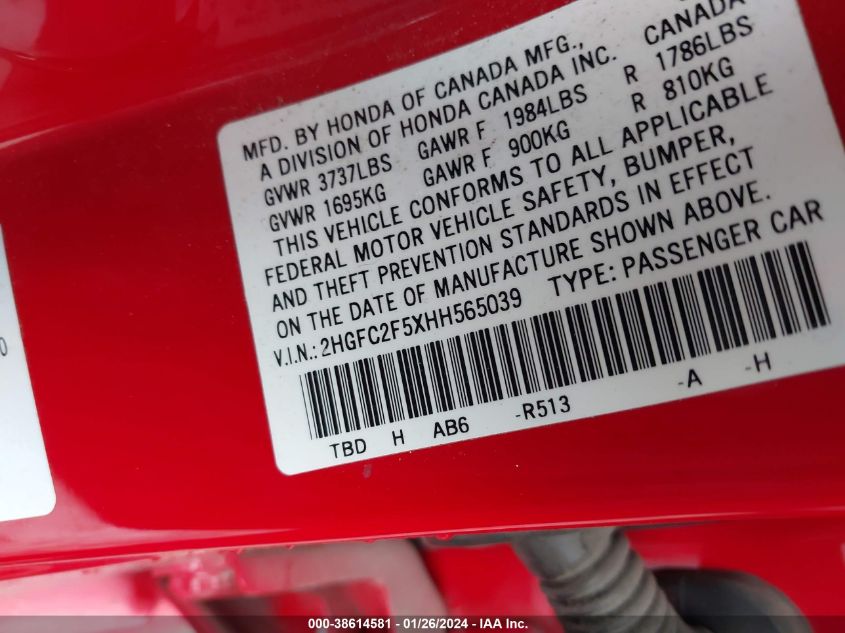 MFD. BY HONDA OF CANADA MFG.,
A DIVISION OF HONDA CANADA INC. CANADA
GVWR 3737LBS GAWR F 1984LBS R 1786LBS
GVWR 1695KG GAWR F 900KG R 810KG
THIS VEHICLE CONFORMS TO ALL APPLICABLE
FEDERAL MOTOR VEHICLE SAFETY, BUMPER,
AND THEFT PREVENTION STANDARDS IN EFFECT
ON THE DATE OF MANUFACTURE SHOWN ABOVE.
V.I.N.: 2HGFC2F5XHH565039 TYPE: PASSENGER CAR
TBD H AB6 -R513 -A -H
000-38614581 / 01/26/2024 - IAA Inc.